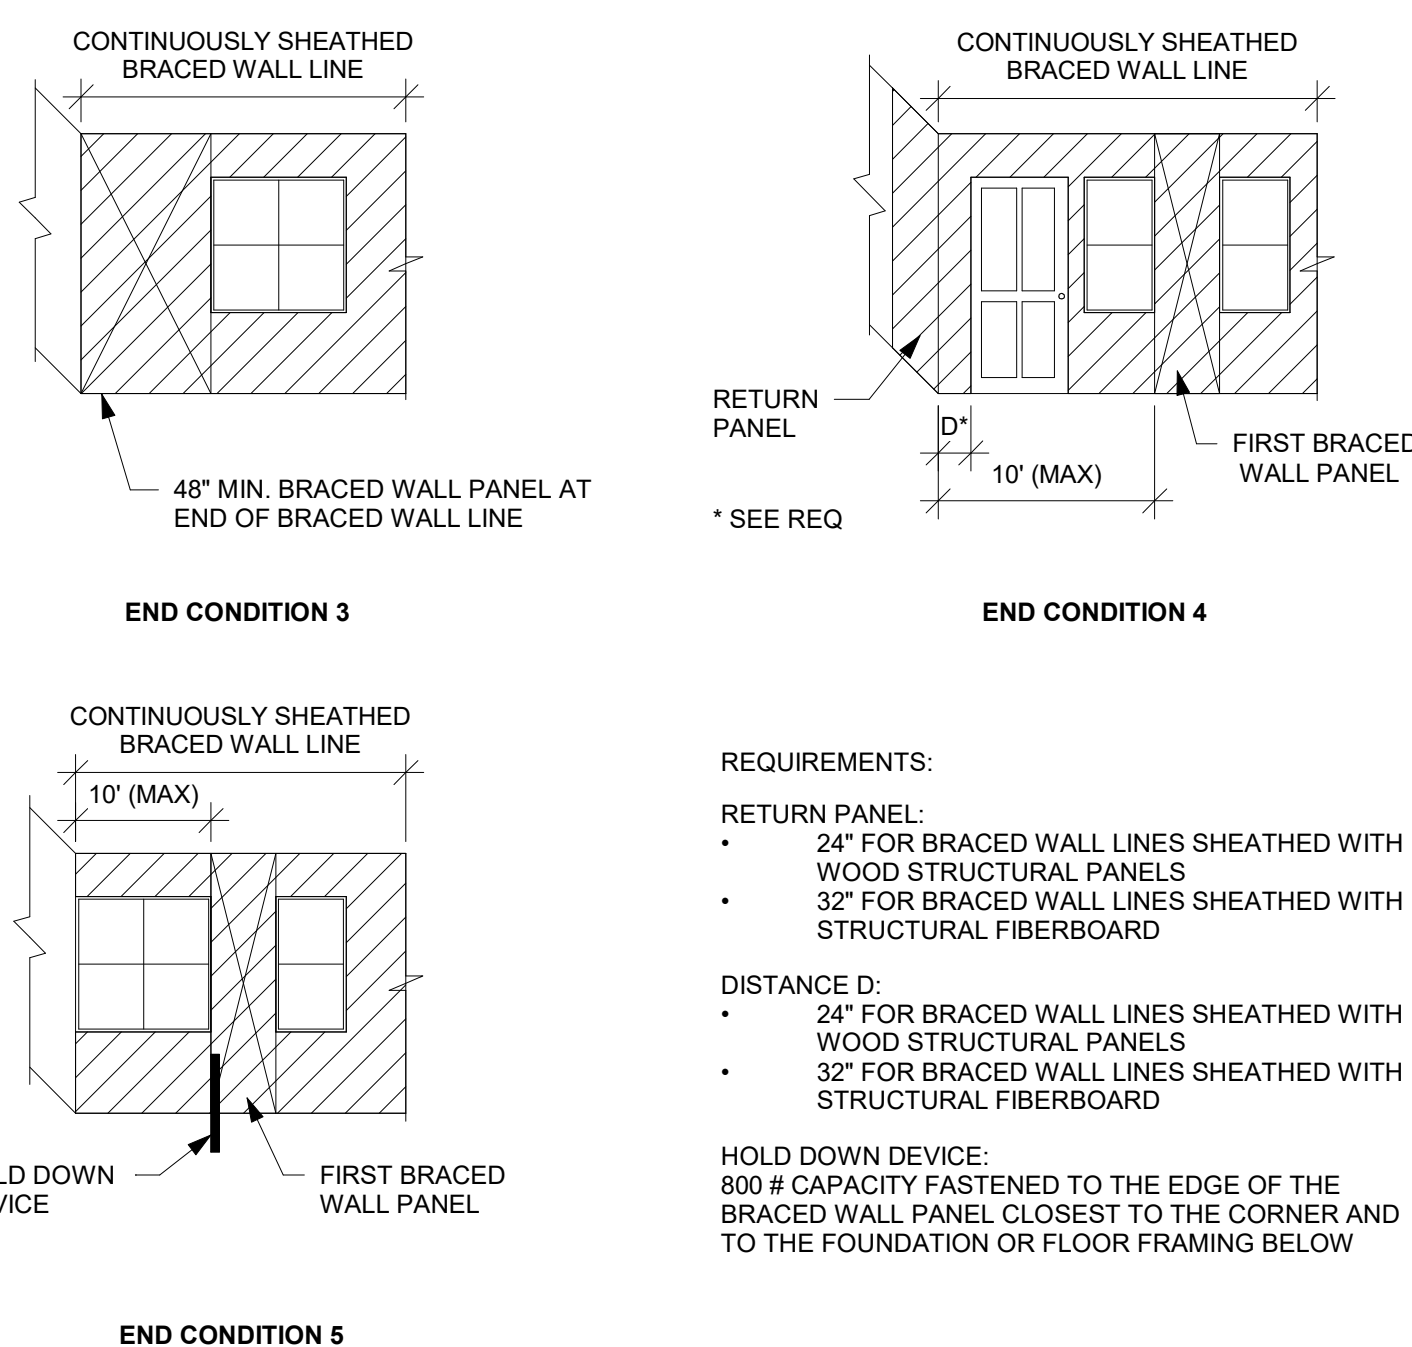 CONTINUOUSLY SHEATHED
BRACED WALL LINE
48" MIN. BRACED WALL PANEL AT
END OF BRACED WALL LINE
END CONDITION 3
CONTINUOUSLY SHEATHED
BRACED WALL LINE
RETURN
PANEL
D*
10' (MAX)
FIRST BRACED
WALL PANEL
* SEE REQ
END CONDITION 4
CONTINUOUSLY SHEATHED
BRACED WALL LINE
10' (MAX)
LD DOWN
VICE
FIRST BRACED
WALL PANEL
END CONDITION 5
REQUIREMENTS:
RETURN PANEL:
• 24" FOR BRACED WALL LINES SHEATHED WITH
WOOD STRUCTURAL PANELS
• 32" FOR BRACED WALL LINES SHEATHED WITH
STRUCTURAL FIBERBOARD
DISTANCE D:
• 24" FOR BRACED WALL LINES SHEATHED WITH
WOOD STRUCTURAL PANELS
• 32" FOR BRACED WALL LINES SHEATHED WITH
STRUCTURAL FIBERBOARD
HOLD DOWN DEVICE:
800 # CAPACITY FASTENED TO THE EDGE OF THE
BRACED WALL PANEL CLOSEST TO THE CORNER AND
TO THE FOUNDATION OR FLOOR FRAMING BELOW